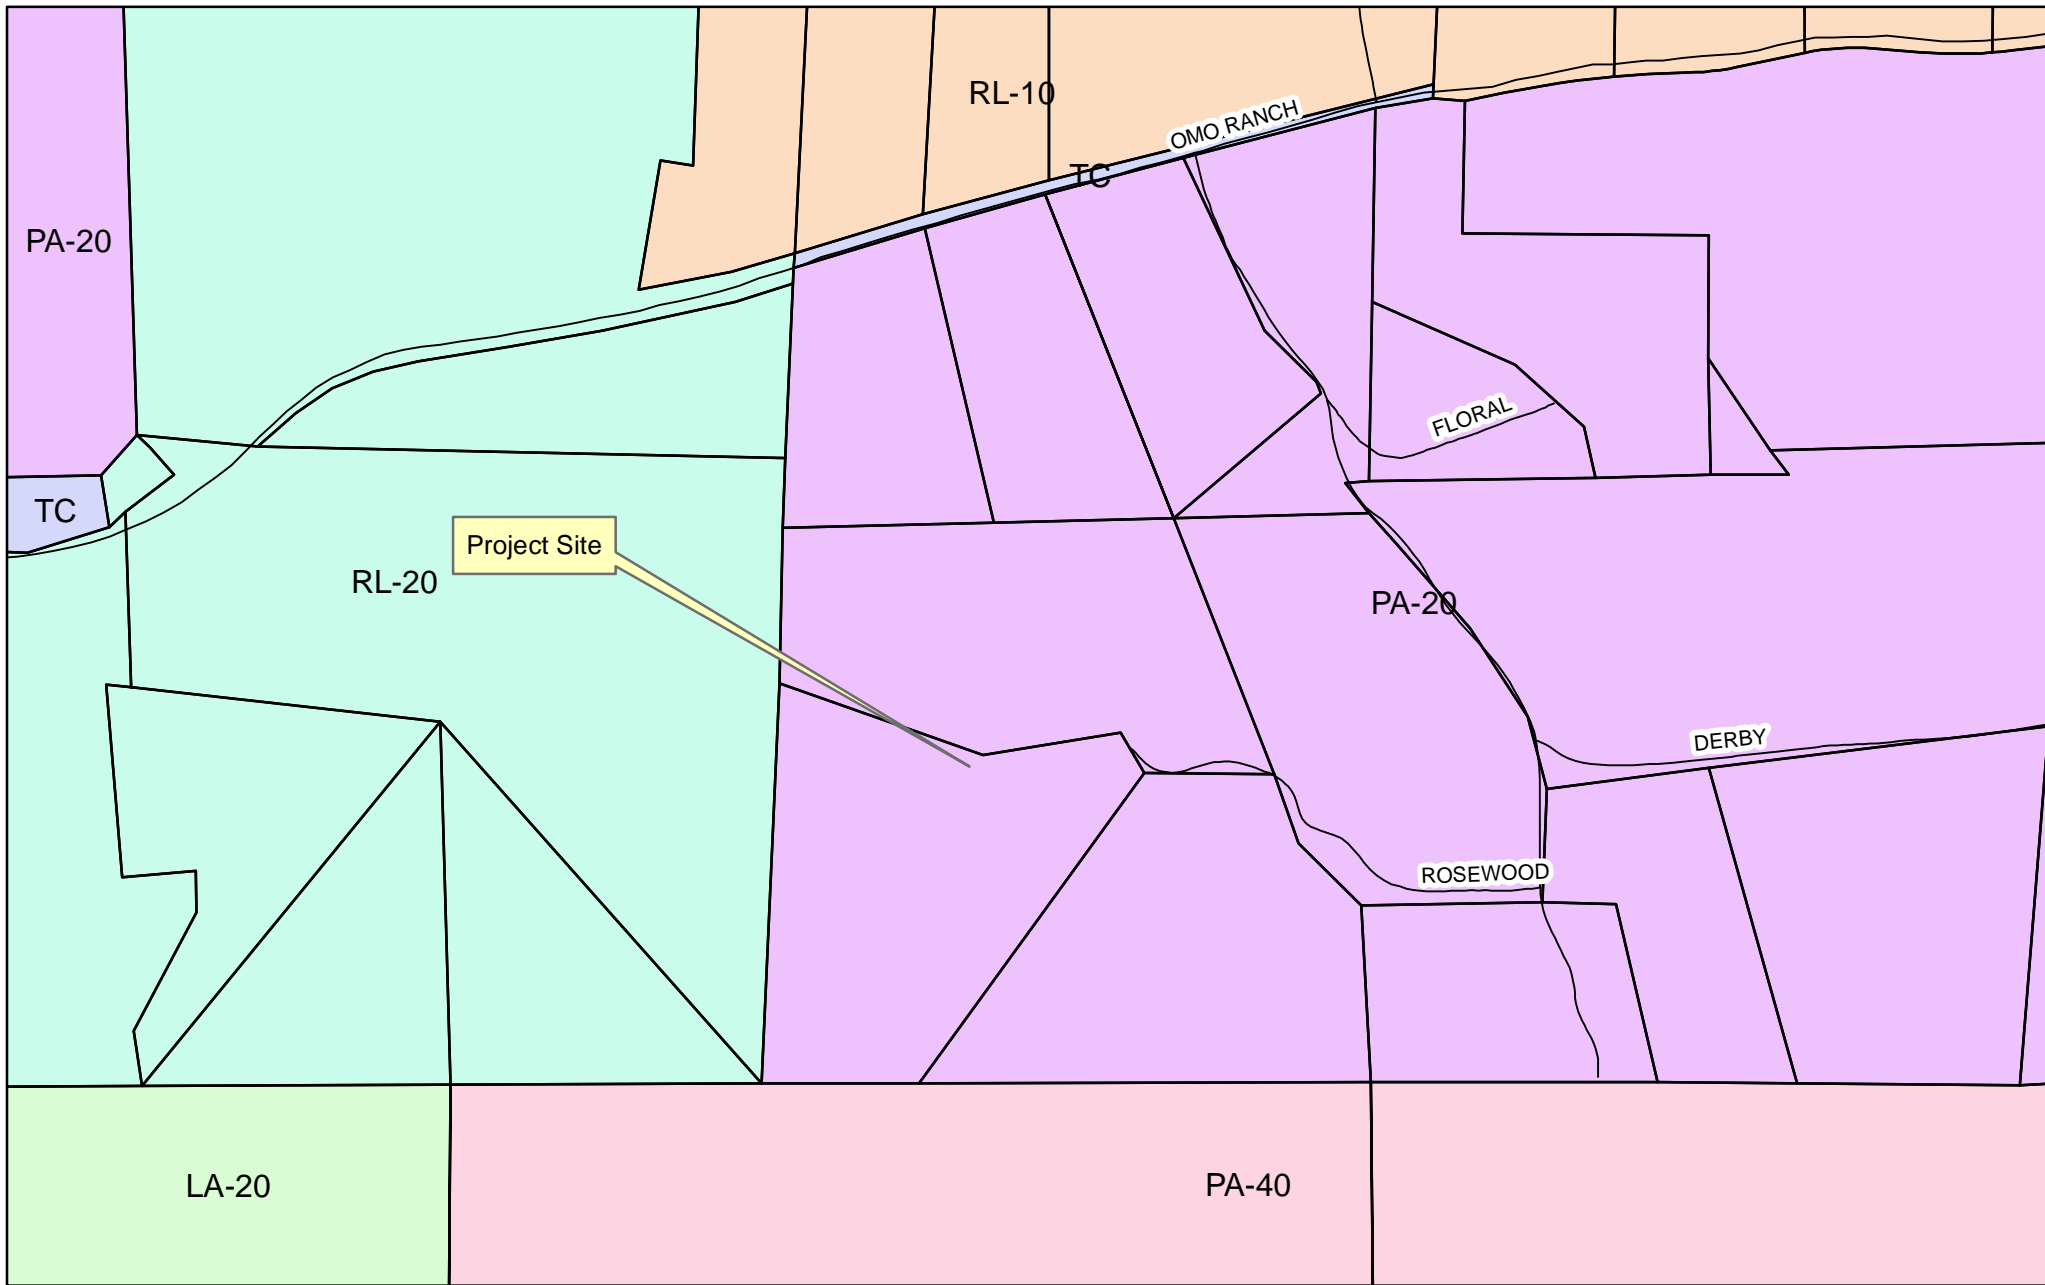 RL-10
OMO RANCH
TC
PA-20
FLORAL
TC
Project Site
RL-20
PA-20
DERBY
ROSEWOOD
LA-20
PA-40